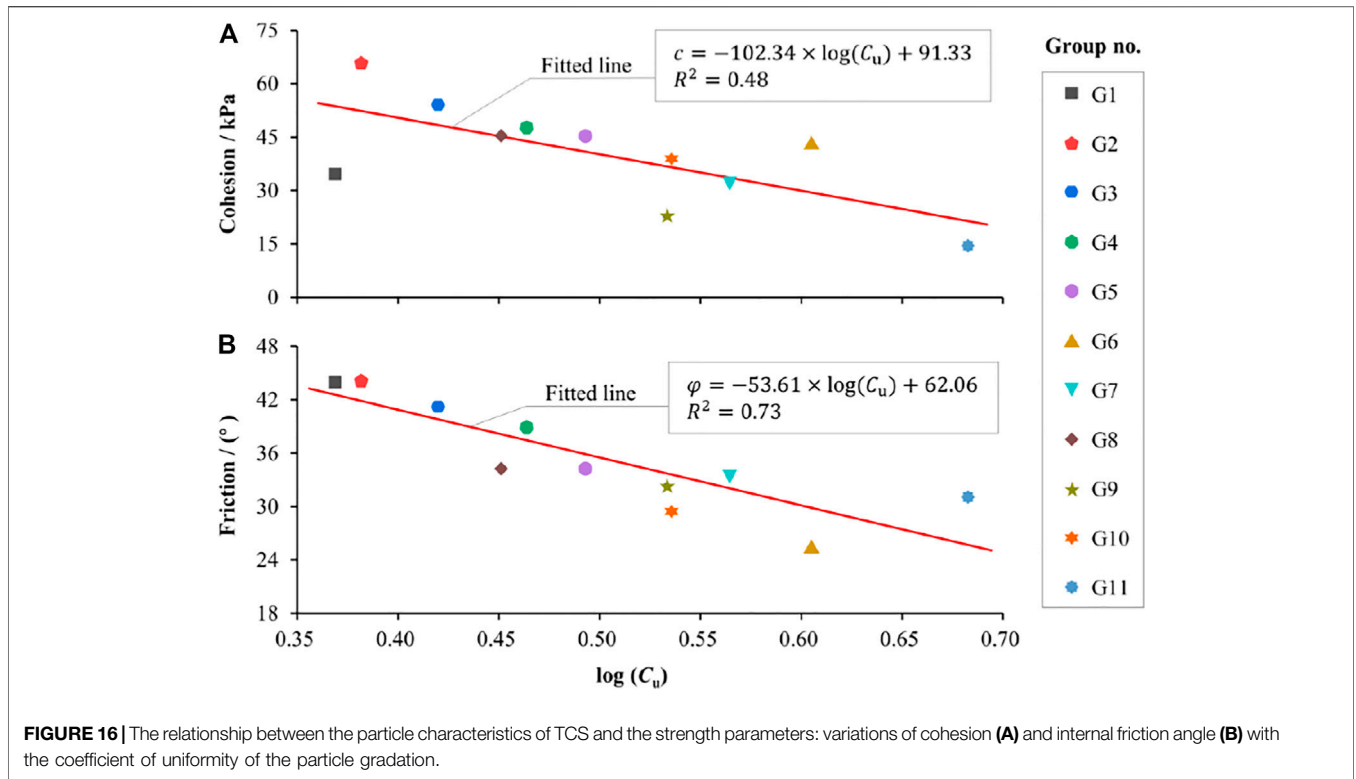 A
75
60
45
30
15
0
Cohesion / kPa
Fitted line
c = −102.34 × log(Cᵤ) + 91.33
R² = 0.48
B
48
42
36
30
24
18
Friction / (° )
Fitted line
φ = −53.61 × log(Cᵤ) + 62.06
R² = 0.73
0.35 0.40 0.45 0.50 0.55 0.60 0.65 0.70
log (Cᵤ)
Group no.
G1
G2
G3
G4
G5
G6
G7
G8
G9
G10
G11
FIGURE 16 | The relationship between the particle characteristics of TCS and the strength parameters: variations of cohesion (A) and internal friction angle (B) with
the coefficient of uniformity of the particle gradation.